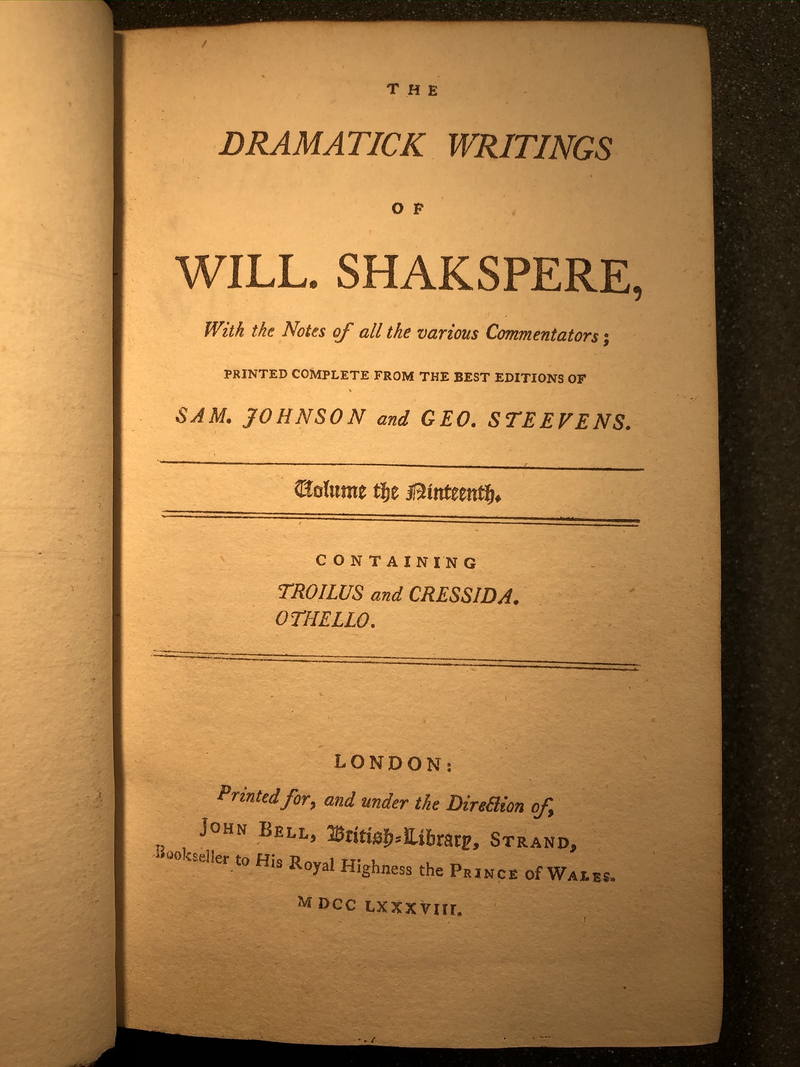 THE
DRAMATICK WRITINGS
OF
WILL. SHAKSPERE,
With the Notes of all the various Commentators;
PRINTED COMPLETE FROM THE BEST EDITIONS OF
SAM. JOHNSON and GEO. STEEVENS.
Volume the Ninteenth.
CONTAINING
TROILUS and CRESSIDA.
OTHELLO.
LONDON:
Printed for, and under the Direction of,
JOHN BELL, British-Library, STRAND,
Bookseller to His Royal Highness the PRINCE of WALES.
MDCC LXXXVIII.